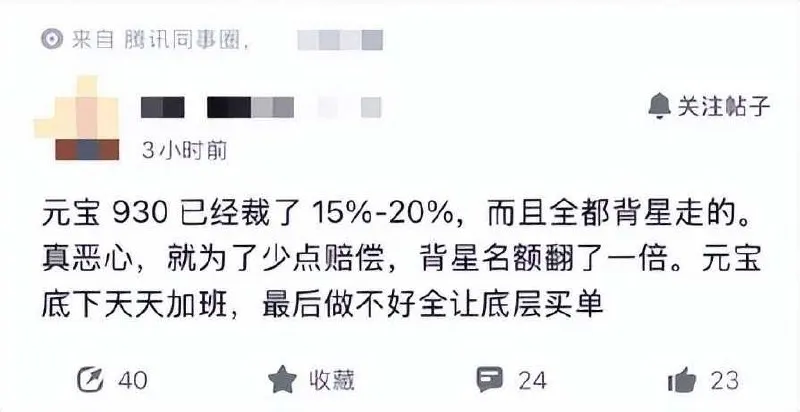 来自 腾讯同事圈,
关注帖子
3小时前
元宝 930 已经裁了 15%-20%，而且全都背星走的。
真恶心，就为了少点赔偿，背星名额翻了一倍。元宝
底下天天加班，最后做不好全让底层买单
40 收藏 24 23